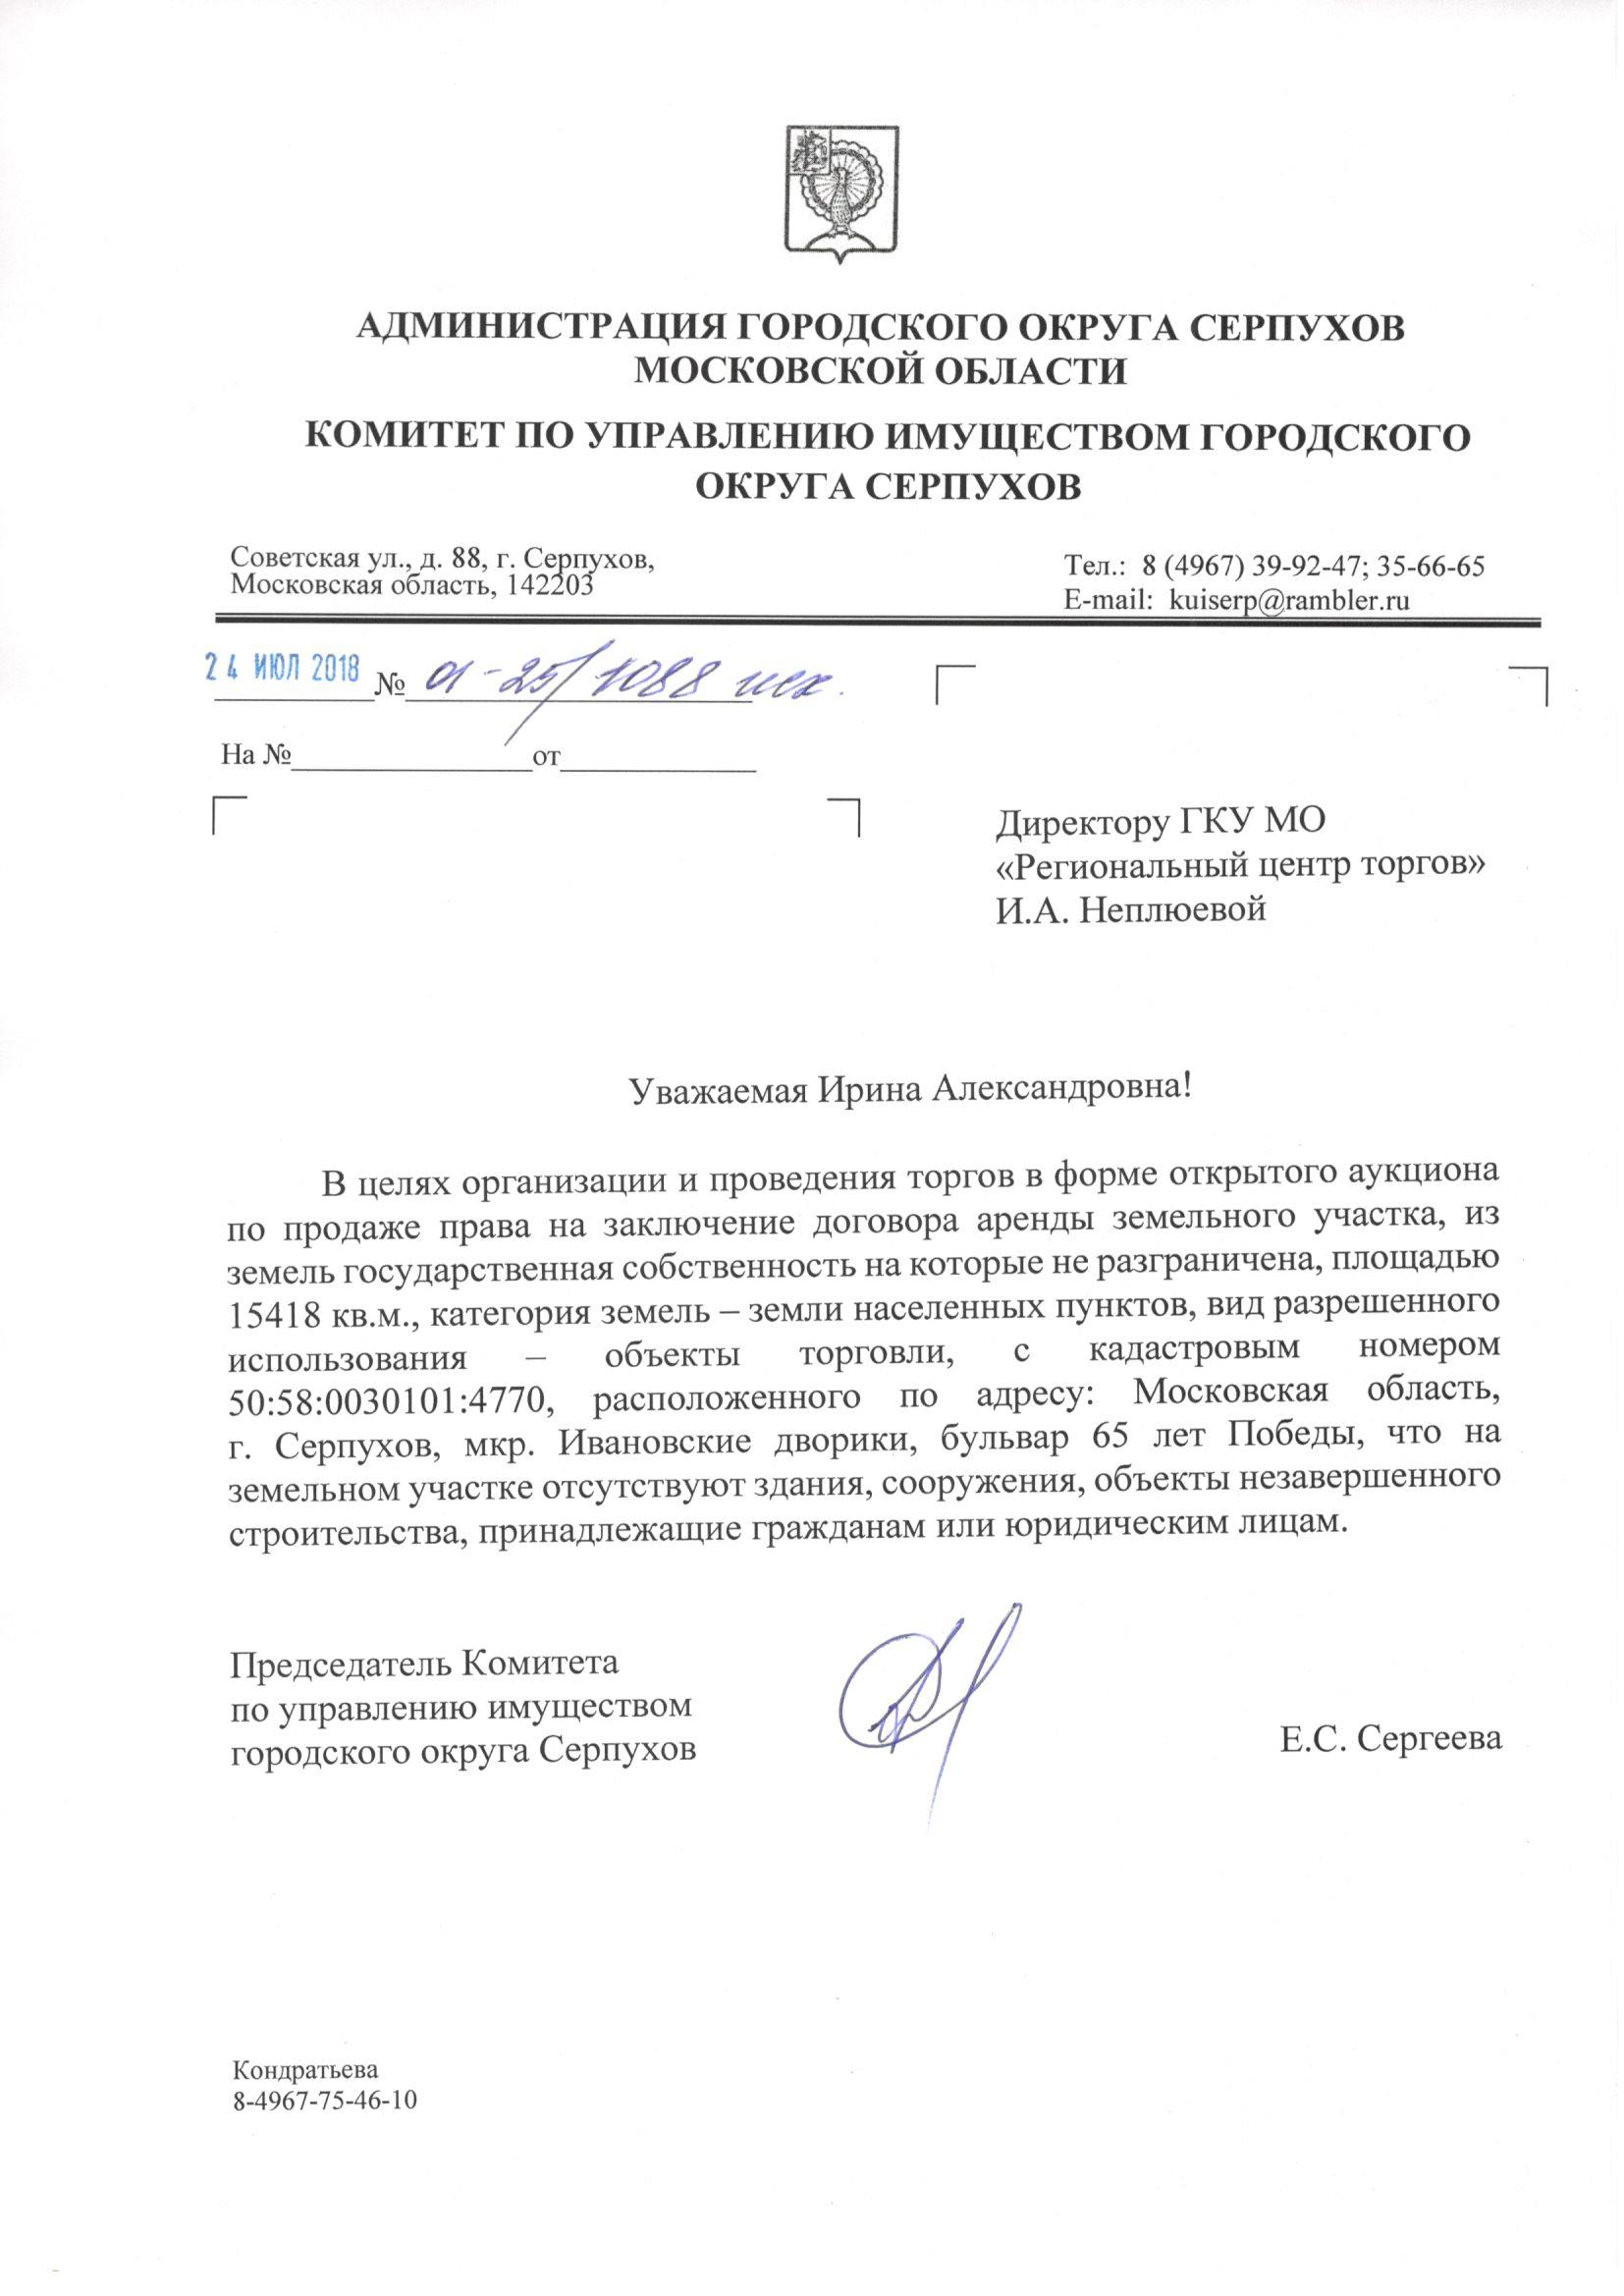 АДМИНИСТРАЦИЯ ГОРОДСКОГО ОКРУГА СЕРПУХОВ
МОСКОВСКОЙ ОБЛАСТИ
КОМИТЕТ ПО УПРАВЛЕНИЮ ИМУЩЕСТВОМ ГОРОДСКОГО
ОКРУГА СЕРПУХОВ
Советская ул., д. 88, г. Серпухов,
Московская область, 142203
Тел.: 8 (4967) 39-92-47; 35-66-65
E-mail: kuiserp@rambler.ru
24 ИЮЛ 2018 № 01-25/1088 исх.
На №______________от____________
Директору ГКУ МО
«Региональный центр торгов»
И.А. Неплюевой
Уважаемая Ирина Александровна!
В целях организации и проведения торгов в форме открытого аукциона
по продаже права на заключение договора аренды земельного участка, из
земель государственная собственность на которые не разграничена, площадью
15418 кв.м., категория земель – земли населенных пунктов, вид разрешенного
использования – объекты торговли, с кадастровым номером
50:58:0030101:4770, расположенного по адресу: Московская область,
г. Серпухов, мкр. Ивановские дворики, бульвар 65 лет Победы, что на
земельном участке отсутствуют здания, сооружения, объекты незавершенного
строительства, принадлежащие гражданам или юридическим лицам.
Председатель Комитета
по управлению имуществом
городского округа Серпухов
Е.С. Сергеева
Кондратьева
8-4967-75-46-10